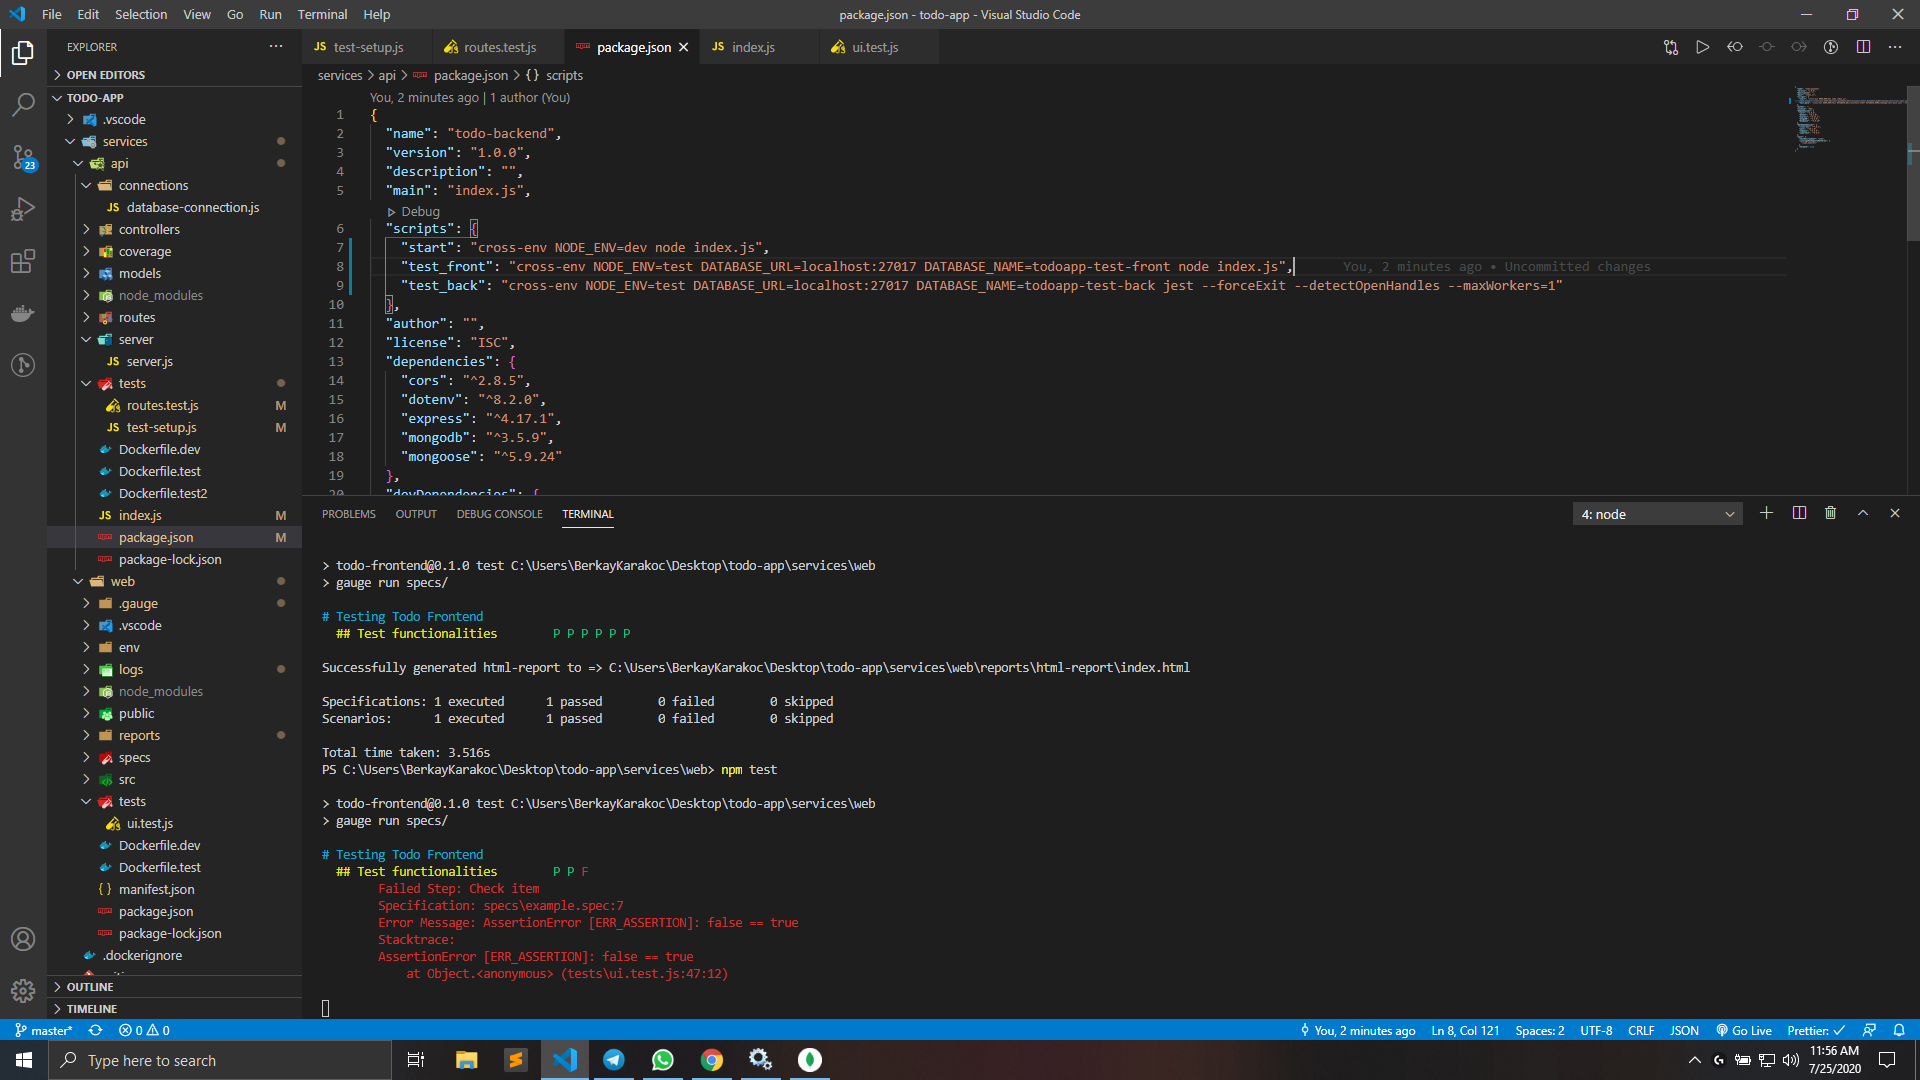 File Edit Selection View Go Run Terminal Help
package.json - todo-app - Visual Studio Code
EXPLORER
OPEN EDITORS
TODO-APP
.vscode
services
api
connections
JS database-connection.js
controllers
coverage
models
node_modules
routes
server
JS server.js
tests
routes.test.js M
JS test-setup.js M
Dockerfile.dev
Dockerfile.test
Dockerfile.test2
JS index.js M
package.json M
package-lock.json
web
.gauge
.vscode
env
logs
node_modules
public
reports
specs
src
tests
ui.test.js
Dockerfile.dev
Dockerfile.test
{ } manifest.json
package.json
package-lock.json
.dockerignore
OUTLINE
TIMELINE
23
JS test-setup.js routes.test.js package.json JS index.js ui.test.js
services > api > package.json > { } scripts
You, 2 minutes ago | 1 author (You)
1 {
2 "name": "todo-backend",
3 "version": "1.0.0",
4 "description": "",
5 "main": "index.js",
Debug
6 "scripts": {
7 "start": "cross-env NODE_ENV=dev node index.js",
8 "test_front": "cross-env NODE_ENV=test DATABASE_URL=localhost:27017 DATABASE_NAME=todoapp-test-front node index.js", You, 2 minutes ago • Uncommitted changes
9 "test_back": "cross-env NODE_ENV=test DATABASE_URL=localhost:27017 DATABASE_NAME=todoapp-test-back jest --forceExit --detectOpenHandles --maxWorkers=1"
10 },
11 "author": "",
12 "license": "ISC",
13 "dependencies": {
14 "cors": "^2.8.5",
15 "dotenv": "^8.2.0",
16 "express": "^4.17.1",
17 "mongodb": "^3.5.9",
18 "mongoose": "^5.9.24"
19 },
20 "devDependencies": {
PROBLEMS OUTPUT DEBUG CONSOLE TERMINAL
4: node
> todo-frontend@0.1.0 test C:\Users\BerkayKarakoc\Desktop\todo-app\services\web
> gauge run specs/
# Testing Todo Frontend
## Test functionalities P P P P P P
Successfully generated html-report to => C:\Users\BerkayKarakoc\Desktop\todo-app\services\web\reports\html-report\index.html
Specifications: 1 executed 1 passed 0 failed 0 skipped
Scenarios: 1 executed 1 passed 0 failed 0 skipped
Total time taken: 3.516s
PS C:\Users\BerkayKarakoc\Desktop\todo-app\services\web> npm test
> todo-frontend@0.1.0 test C:\Users\BerkayKarakoc\Desktop\todo-app\services\web
> gauge run specs/
# Testing Todo Frontend
## Test functionalities P P F
Failed Step: Check item
Specification: specs\example.spec:7
Error Message: AssertionError [ERR_ASSERTION]: false == true
Stacktrace:
AssertionError [ERR_ASSERTION]: false == true
at Object.<anonymous> (tests\ui.test.js:47:12)
master* 0 0
You, 2 minutes ago Ln 8, Col 121 Spaces: 2 UTF-8 CRLF JSON Go Live Prettier: ✓
Type here to search
11:56 AM
7/25/2020